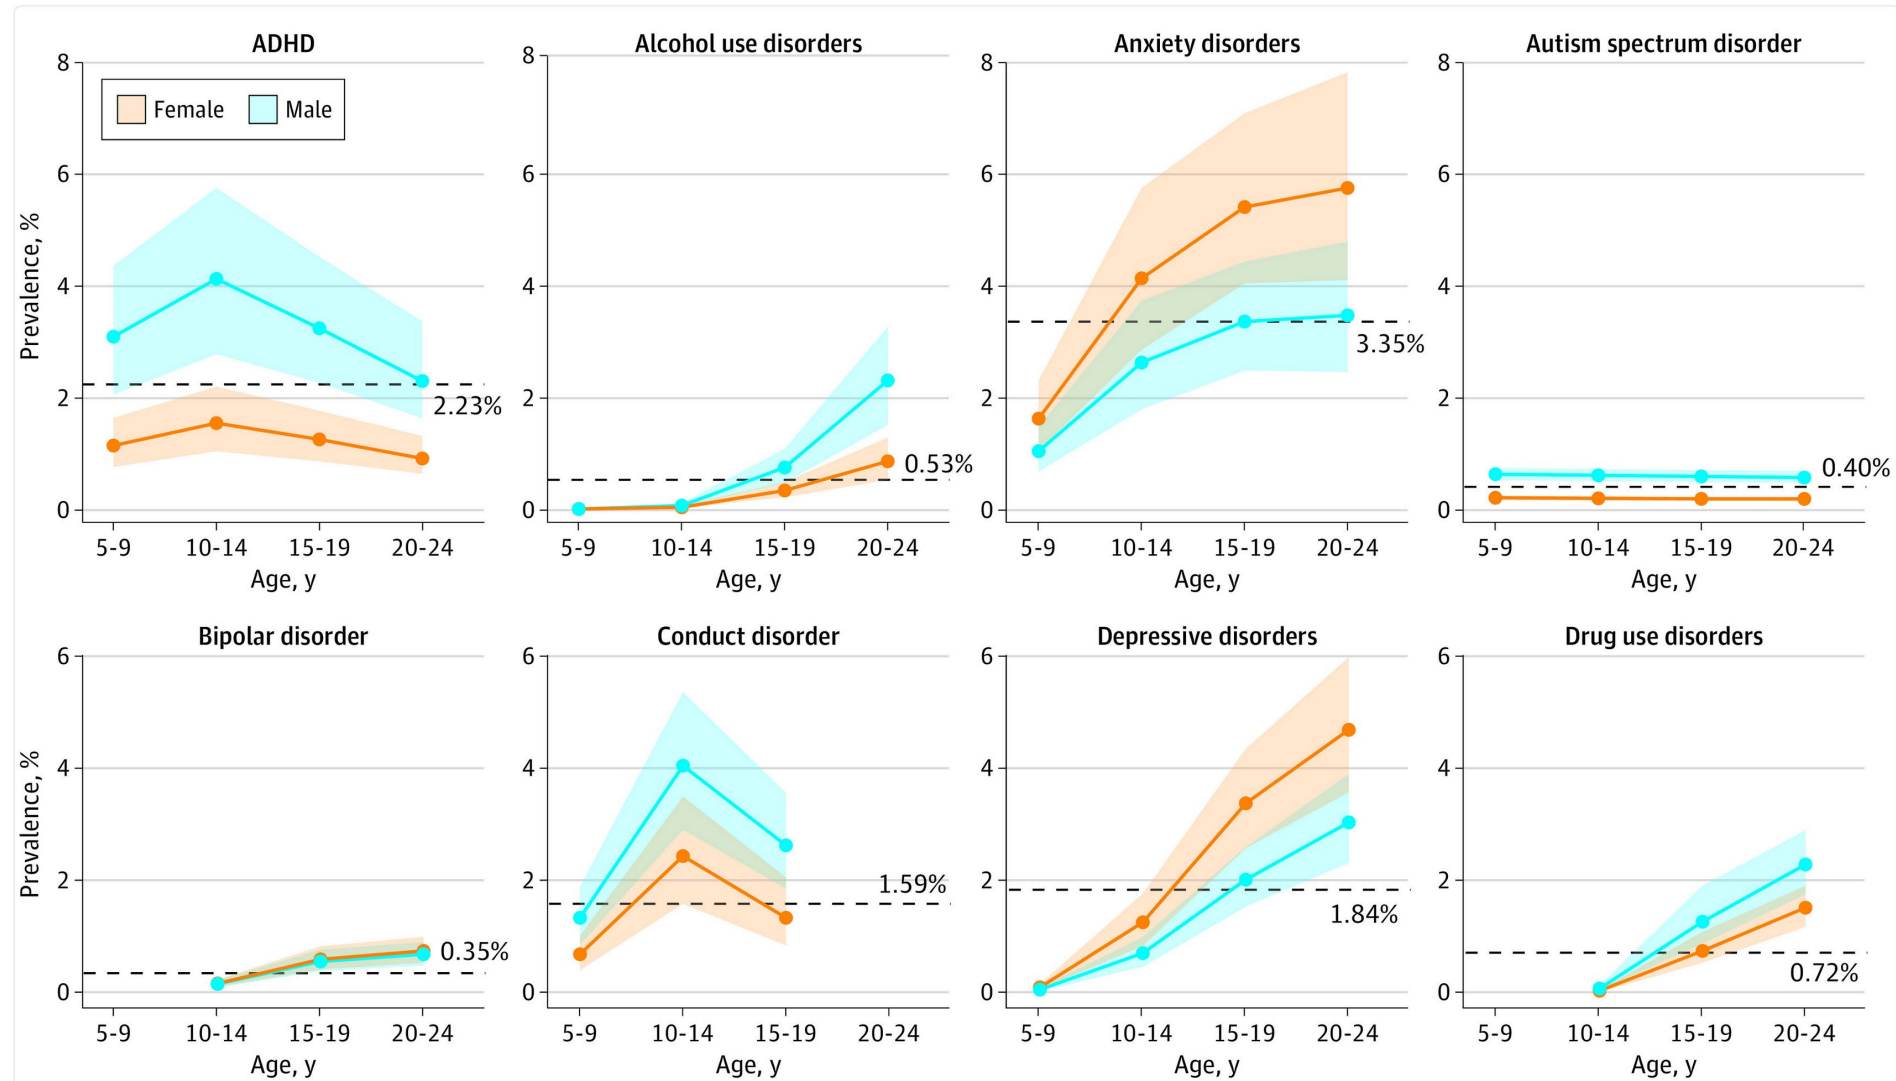 ADHD
Alcohol use disorders
Anxiety disorders
Autism spectrum disorder
Prevalence, %
8
6
4
2
0
Female
Male
2.23%
5-9 10-14 15-19 20-24
Age, y
8
6
4
2
0
0.53%
5-9 10-14 15-19 20-24
Age, y
8
6
4
2
0
3.35%
5-9 10-14 15-19 20-24
Age, y
8
6
4
2
0
0.40%
5-9 10-14 15-19 20-24
Age, y
Bipolar disorder
Conduct disorder
Depressive disorders
Drug use disorders
Prevalence, %
6
4
2
0
0.35%
5-9 10-14 15-19 20-24
Age, y
6
4
2
0
1.59%
5-9 10-14 15-19 20-24
Age, y
6
4
2
0
1.84%
5-9 10-14 15-19 20-24
Age, y
6
4
2
0
0.72%
5-9 10-14 15-19 20-24
Age, y